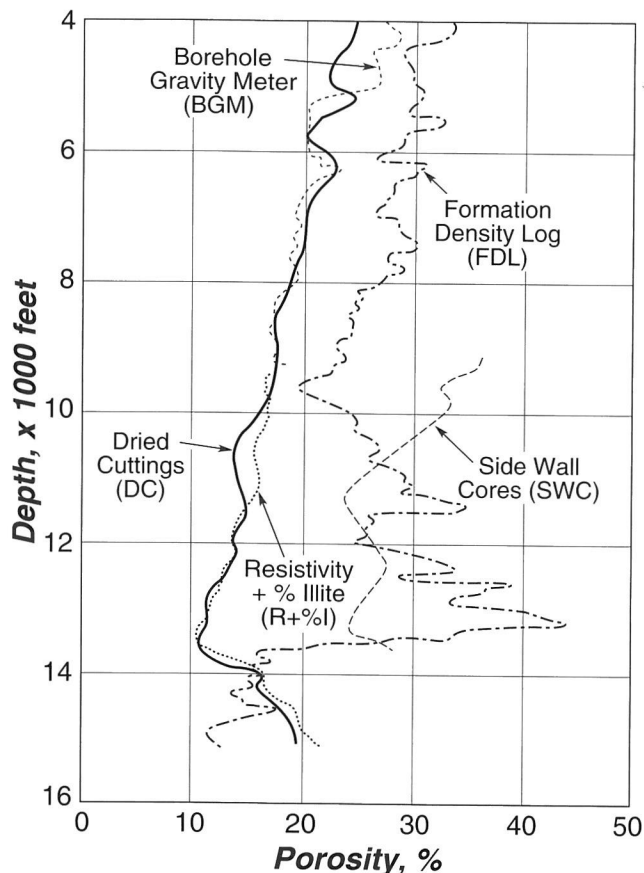 4
6
8
10
12
14
16
Depth, x 1000 feet
0
10
20
30
40
50
Porosity, %
Borehole
Gravity Meter
(BGM)
Formation
Density Log
(FDL)
Dried
Cuttings
(DC)
Side Wall
Cores (SWC)
Resistivity
+ % Illite
(R+%I)